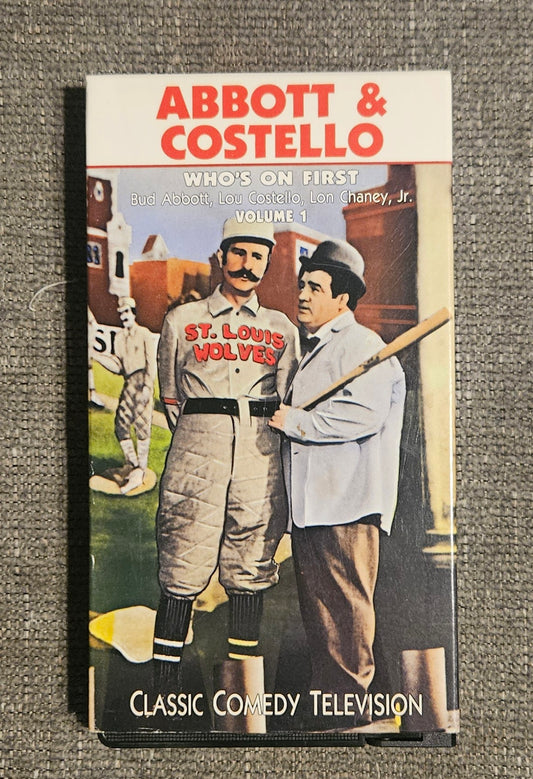 ABBOTT &
COSTELLO
WHO'S ON FIRST
Bud Abbott, Lou Costello, Lon Chaney, Jr.
VOLUME 1
ST. LOUIS
WOLVES
CLASSIC COMEDY TELEVISION